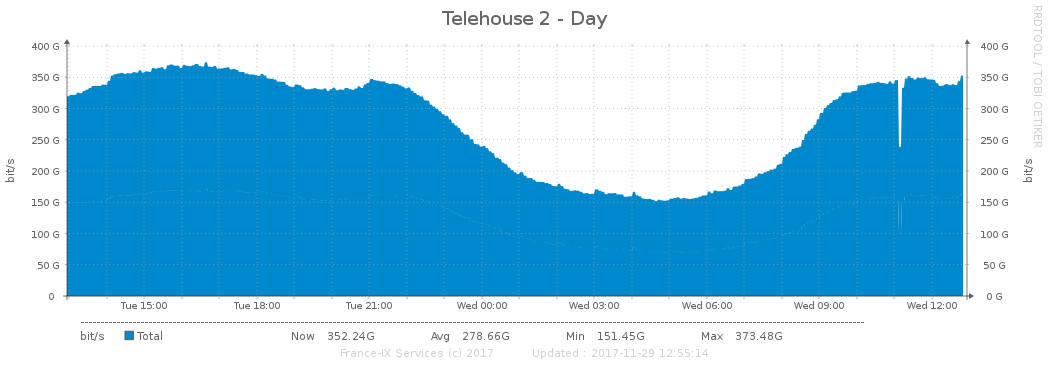 Telehouse 2 - Day
RRDTOOL / TOBI OETIKER
400 G 400 G
350 G 350 G
300 G 300 G
250 G 250 G
200 G 200 G
150 G 150 G
100 G 100 G
50 G 50 G
0 0 G
bit/s bit/s
Tue 15:00 Tue 18:00 Tue 21:00 Wed 00:00 Wed 03:00 Wed 06:00 Wed 09:00 Wed 12:00
bit/s Total Now 352.24G Avg 278.66G Min 151.45G Max 373.48G
France-IX Services (c) 2017 Updated : 2017-11-29 12:55:14